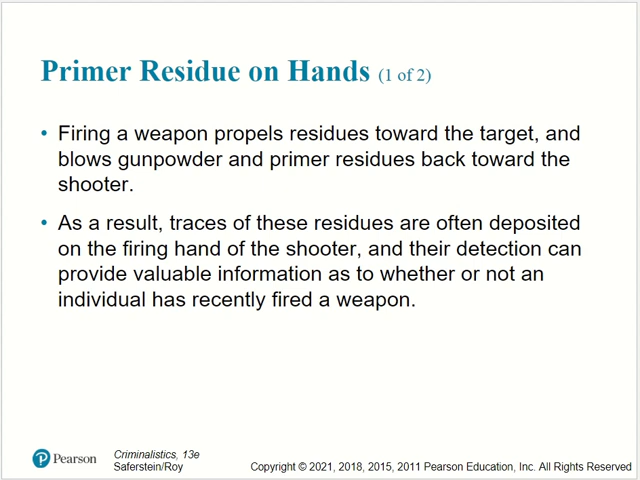 Primer Residue on Hands (1 of 2)
• Firing a weapon propels residues toward the target, and
blows gunpowder and primer residues back toward the
shooter.
• As a result, traces of these residues are often deposited
on the firing hand of the shooter, and their detection can
provide valuable information as to whether or not an
individual has recently fired a weapon.
Pearson
Criminalistics, 13e
Saferstein/Roy
Copyright © 2021, 2018, 2015, 2011 Pearson Education, Inc. All Rights Reserved